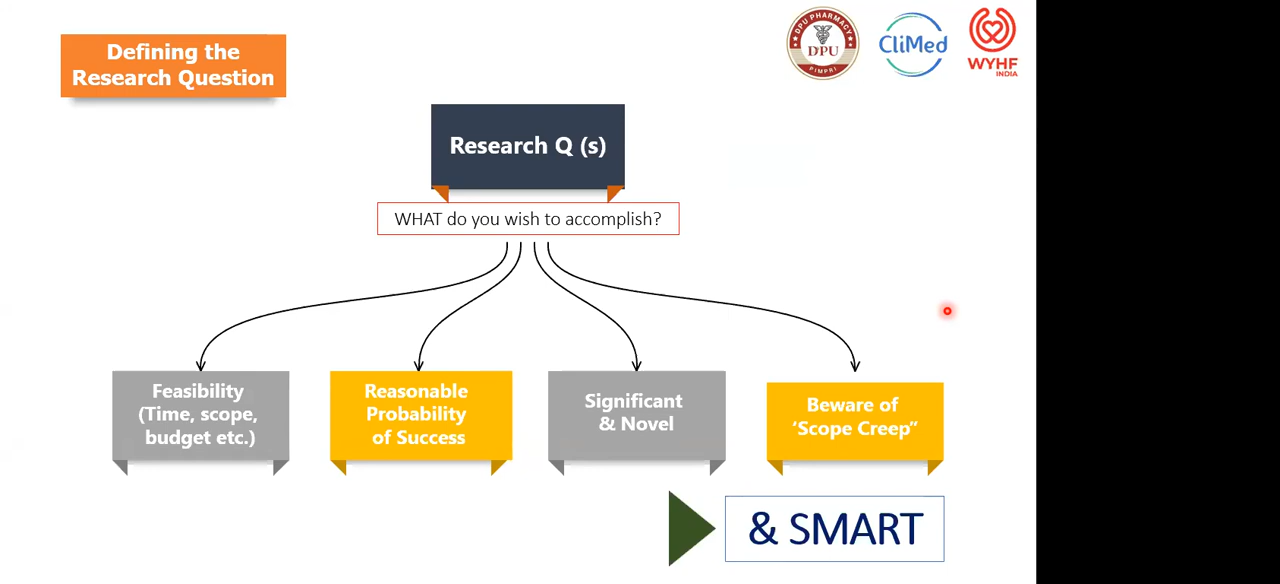 Defining the
Research Question
DPU PHARMACY
DPU
PIMPRI
CliMed
WYHF
INDIA
Research Q (s)
WHAT do you wish to accomplish?
Feasibility
(Time, scope,
budget etc.)
Reasonable
Probability
of Success
Significant
& Novel
Beware of
‘Scope Creep”
& SMART